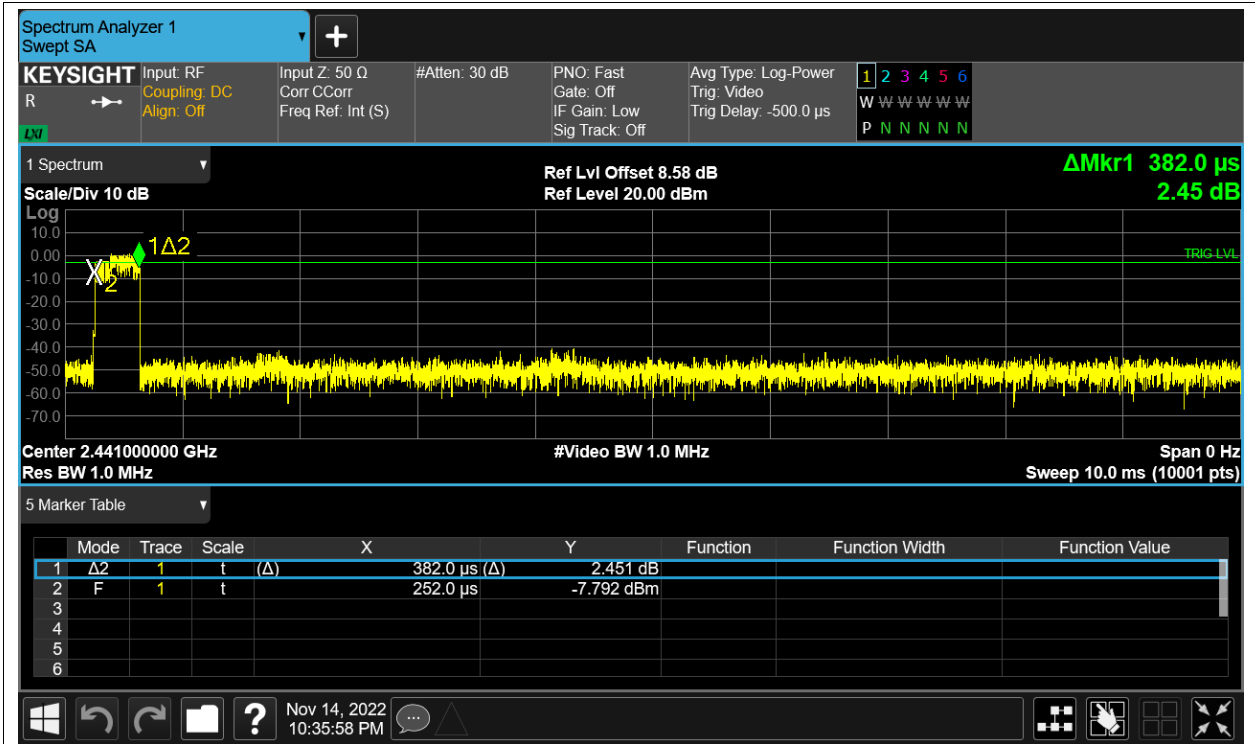 Spectrum Analyzer 1
Swept SA
KEYSIGHT Input: RF Input Z: 50 Ω #Atten: 30 dB PNO: Fast Avg Type: Log-Power 1 2 3 4 5 6
R Coupling: DC Corr CCorr Gate: Off Trig: Video W W W W W W
Align: Off Freq Ref: Int (S) IF Gain: Low Trig Delay: -500.0 µs
LXI Sig Track: Off P N N N N N
1 Spectrum Ref Lvl Offset 8.58 dB ΔMkr1 382.0 µs
Scale/Div 10 dB Ref Level 20.00 dBm 2.45 dB
Log
10.0
1Δ2
0.00 TRIG LVL
X2
-10.0
-20.0
-30.0
-40.0
-50.0
-60.0
-70.0
Center 2.441000000 GHz #Video BW 1.0 MHz Span 0 Hz
Res BW 1.0 MHz Sweep 10.0 ms (10001 pts)
5 Marker Table
Mode Trace Scale X Y Function Function Width Function Value
1 Δ2 1 t (Δ) 382.0 µs (Δ) 2.451 dB
2 F 1 t 252.0 µs -7.792 dBm
3
4
5
6
? Nov 14, 2022
10:35:58 PM